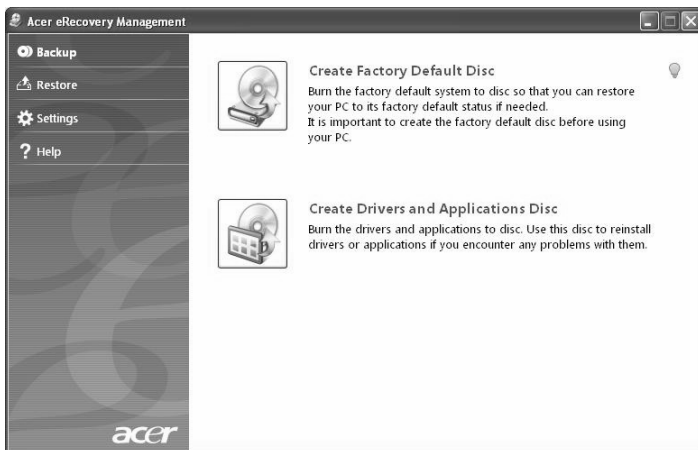 Acer eRecovery Management
Backup
Restore
Settings
? Help
Create Factory Default Disc
Burn the factory default system to disc so that you can restore
your PC to its factory default status if needed.
It is important to create the factory default disc before using
your PC.
Create Drivers and Applications Disc
Burn the drivers and applications to disc. Use this disc to reinstall
drivers or applications if you encounter any problems with them.
acer